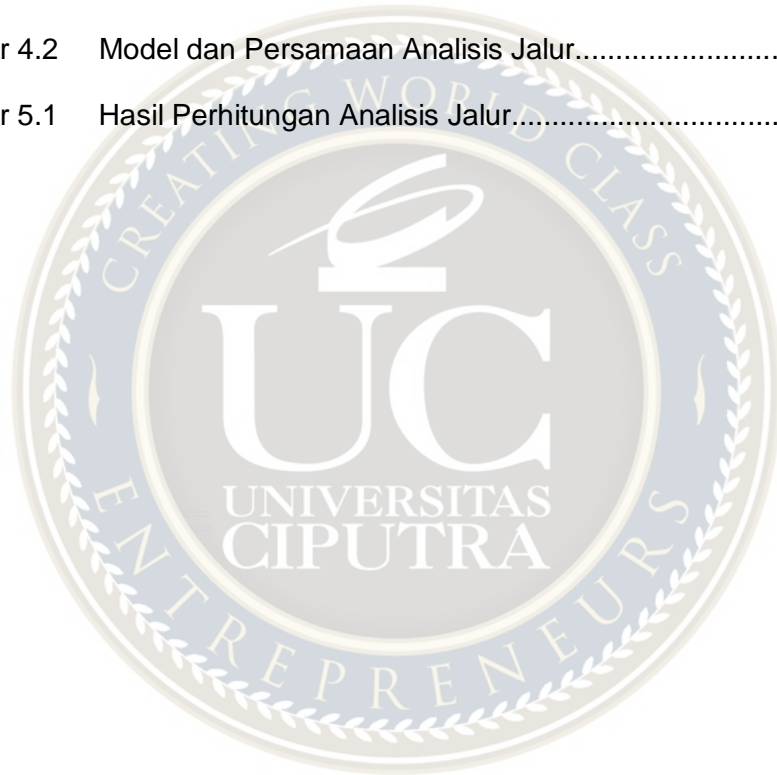 r 4.2 Model dan Persamaan Analisis Jalur.........................
r 5.1 Hasil Perhitungan Analisis Jalur.................................
CREATING WORLD CLASS
UC
UNIVERSITAS
CIPUTRA
ENTREPRENEURS